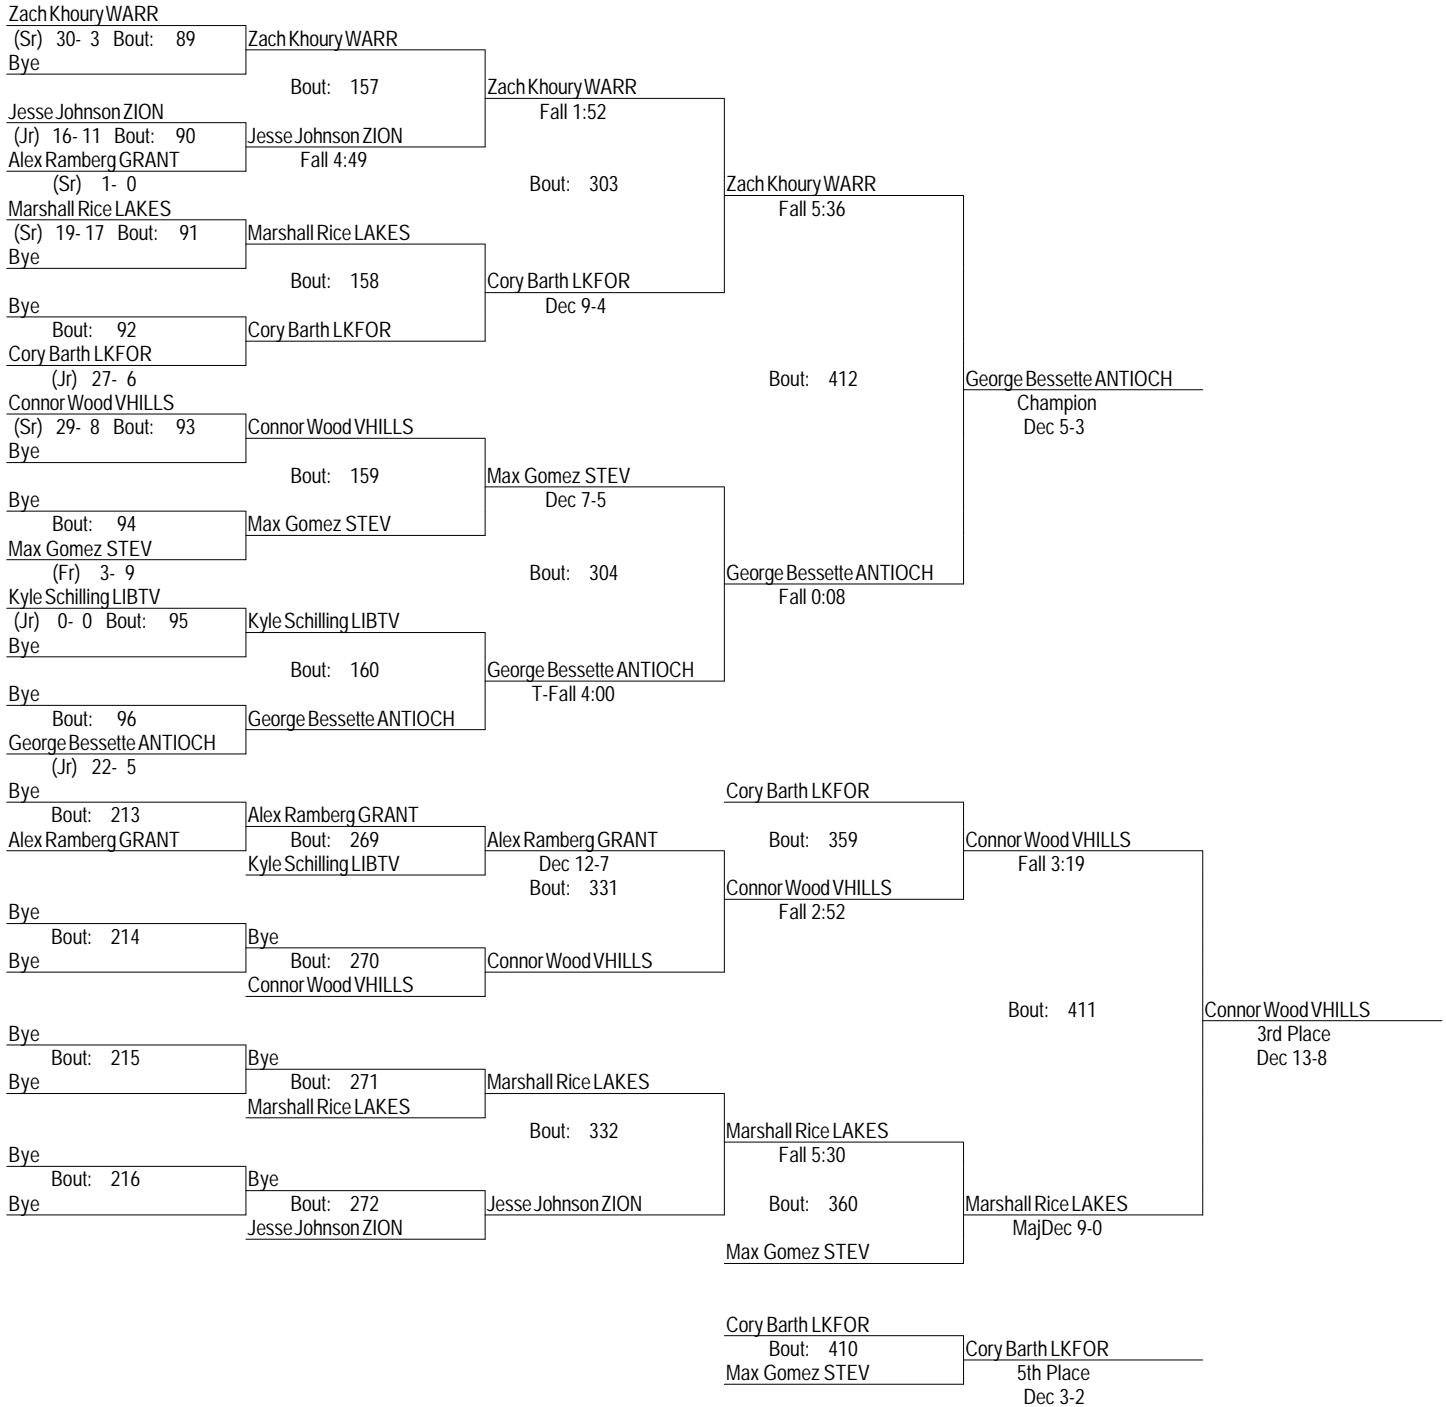 Zach Khoury WARR
(Sr) 30- 3 Bout: 89
Zach Khoury WARR
Bye
Bout: 157
Zach Khoury WARR
Fall 1:52
Jesse Johnson ZION
(Jr) 16- 11 Bout: 90
Jesse Johnson ZION
Alex Ramberg GRANT
Fall 4:49
(Sr) 1- 0
Bout: 303
Zach Khoury WARR
Fall 5:36
Marshall Rice LAKES
(Sr) 19- 17 Bout: 91
Marshall Rice LAKES
Bye
Bout: 158
Cory Barth LKFOR
Dec 9-4
Bye
Bout: 92
Cory Barth LKFOR
Cory Barth LKFOR
(Jr) 27- 6
Bout: 412
George Bessette ANTIOCH
Champion
Dec 5-3
Connor Wood VHILLS
(Sr) 29- 8 Bout: 93
Connor Wood VHILLS
Bye
Bout: 159
Max Gomez STEV
Dec 7-5
Bye
Bout: 94
Max Gomez STEV
Max Gomez STEV
(Fr) 3- 9
Bout: 304
George Bessette ANTIOCH
Fall 0:08
Kyle Schilling LIBTV
(Jr) 0- 0 Bout: 95
Kyle Schilling LIBTV
Bye
Bout: 160
George Bessette ANTIOCH
T-Fall 4:00
Bye
Bout: 96
George Bessette ANTIOCH
George Bessette ANTIOCH
(Jr) 22- 5
Bye
Bout: 213
Alex Ramberg GRANT
Alex Ramberg GRANT
Bout: 269
Kyle Schilling LIBTV
Alex Ramberg GRANT
Dec 12-7
Bout: 331
Cory Barth LKFOR
Bout: 359
Connor Wood VHILLS
Fall 2:52
Connor Wood VHILLS
Fall 3:19
Bye
Bout: 214
Bye
Bye
Bout: 270
Connor Wood VHILLS
Connor Wood VHILLS
Bout: 411
Connor Wood VHILLS
3rd Place
Dec 13-8
Bye
Bout: 215
Bye
Bye
Bout: 271
Marshall Rice LAKES
Marshall Rice LAKES
Bout: 332
Marshall Rice LAKES
Fall 5:30
Bye
Bout: 216
Bye
Bye
Bout: 272
Jesse Johnson ZION
Jesse Johnson ZION
Bout: 360
Max Gomez STEV
Marshall Rice LAKES
MajDec 9-0
Cory Barth LKFOR
Bout: 410
Max Gomez STEV
Cory Barth LKFOR
5th Place
Dec 3-2